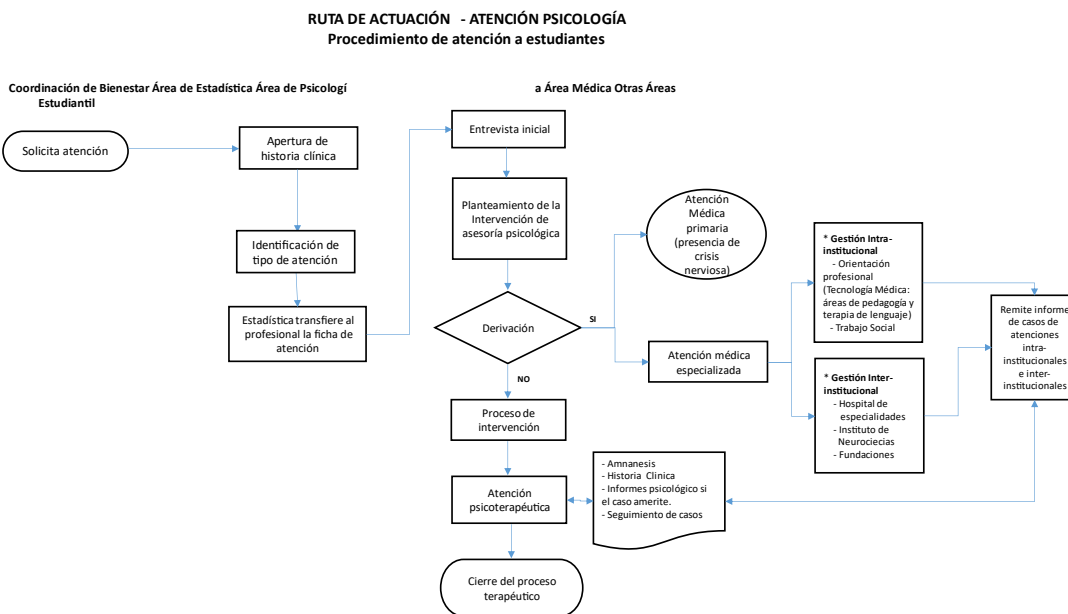 RUTA DE ACTUACIÓN - ATENCIÓN PSICOLOGÍA
Procedimiento de atención a estudiantes
Coordinación de Bienestar Área de Estadística Área de Psicologí
Estudiantil
a Área Médica Otras Áreas
Solicita atención
Apertura de
historia clínica
Identificación de
tipo de atención
Estadística transfiere al
profesional la ficha de
atención
Entrevista inicial
Planteamiento de la
Intervención de
asesoría psicológica
Derivación
SI
NO
Proceso de
intervención
Atención
psicoterapéutica
Cierre del proceso
terapéutico
Atención
Médica
primaria
(presencia de
crisis
nerviosa)
Atención médica
especializada
* Gestión Intra-
institucional
- Orientación
profesional
(Tecnología Médica:
áreas de pedagogía y
terapia de lenguaje)
- Trabajo Social
* Gestión Inter-
institucional
- Hospital de
especialidades
- Instituto de
Neurociecias
- Fundaciones
Remite informe
de casos de
atenciones
intra-
institucionales
e inter-
institucionales
- Amnanesis
- Historia Clinica
- Informes psicológico si
el caso amerite.
- Seguimiento de casos